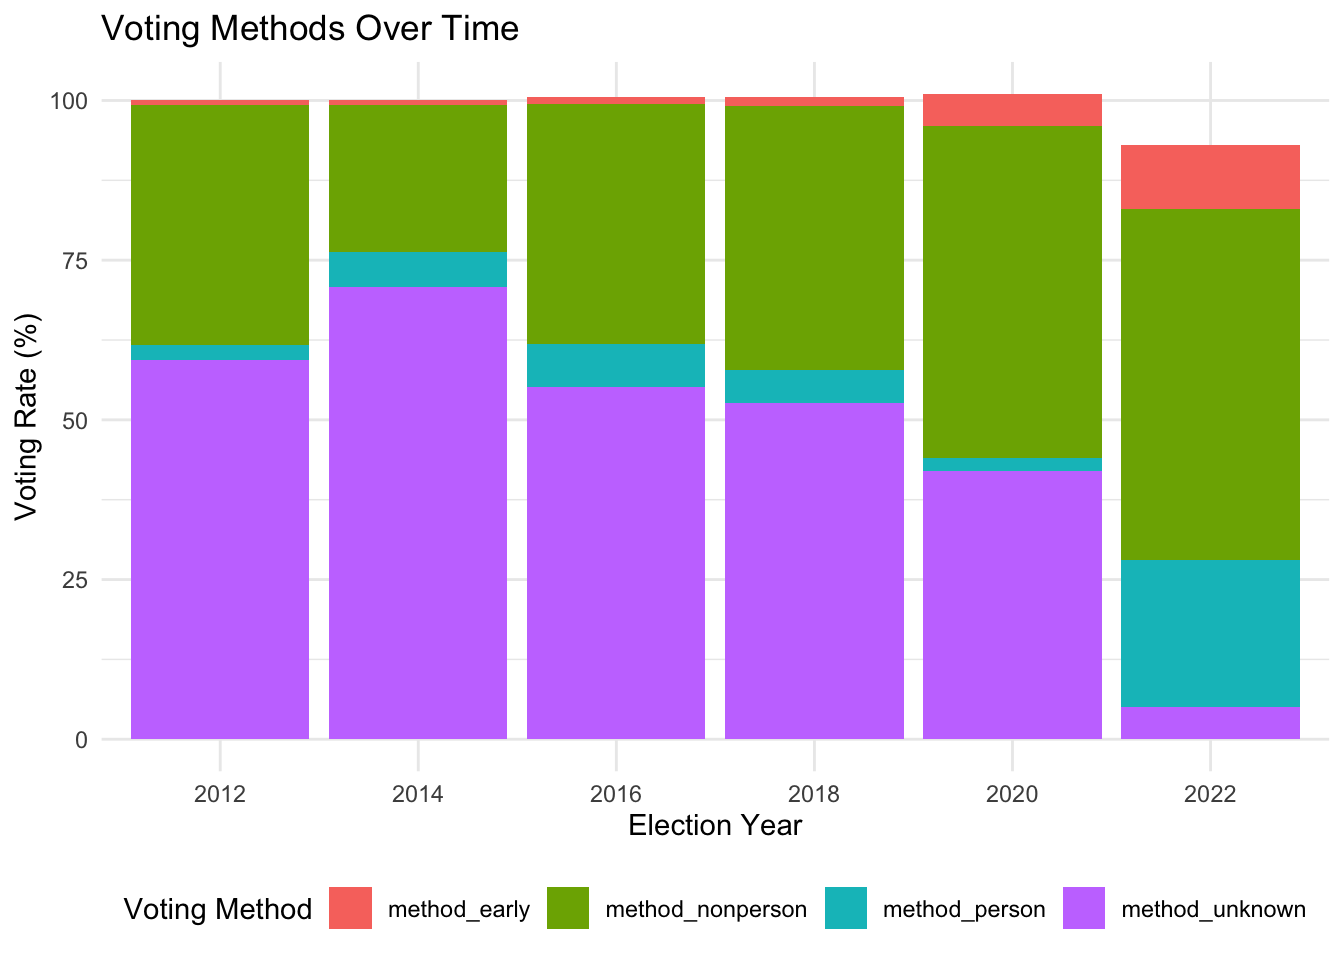 Voting Methods Over Time
Voting Rate (%)
100
75
50
25
0
2012 2014 2016 2018 2020 2022
Election Year
Voting Method method_early method_nonperson method_person method_unknown